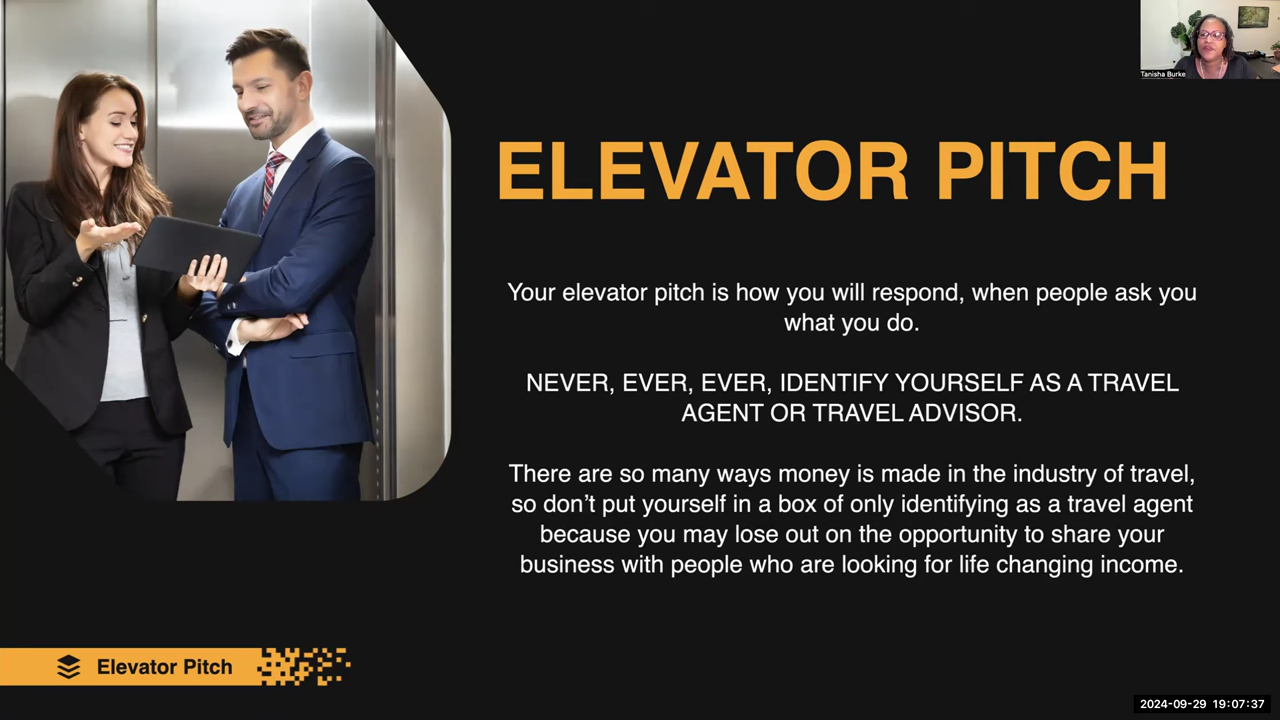 Tanisha Burke
ELEVATOR PITCH
Your elevator pitch is how you will respond, when people ask you
what you do.
NEVER, EVER, EVER, IDENTIFY YOURSELF AS A TRAVEL
AGENT OR TRAVEL ADVISOR.
There are so many ways money is made in the industry of travel,
so don’t put yourself in a box of only identifying as a travel agent
because you may lose out on the opportunity to share your
business with people who are looking for life changing income.
Elevator Pitch
2024-09-29 19:07:37